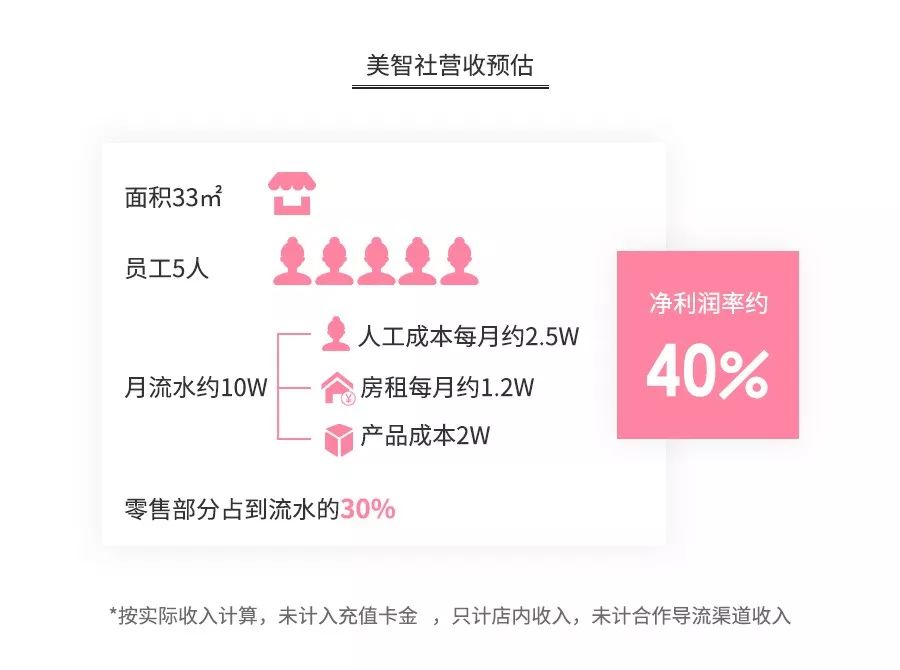 美智社营收预估
面积33㎡
员工5人
人工成本每月约2.5W
月流水约10W
房租每月约1.2W
产品成本2W
零售部分占到流水的30%
净利润率约
40%
*按实际收入计算，未计入充值卡金 ，只计店内收入，未计合作导流渠道收入